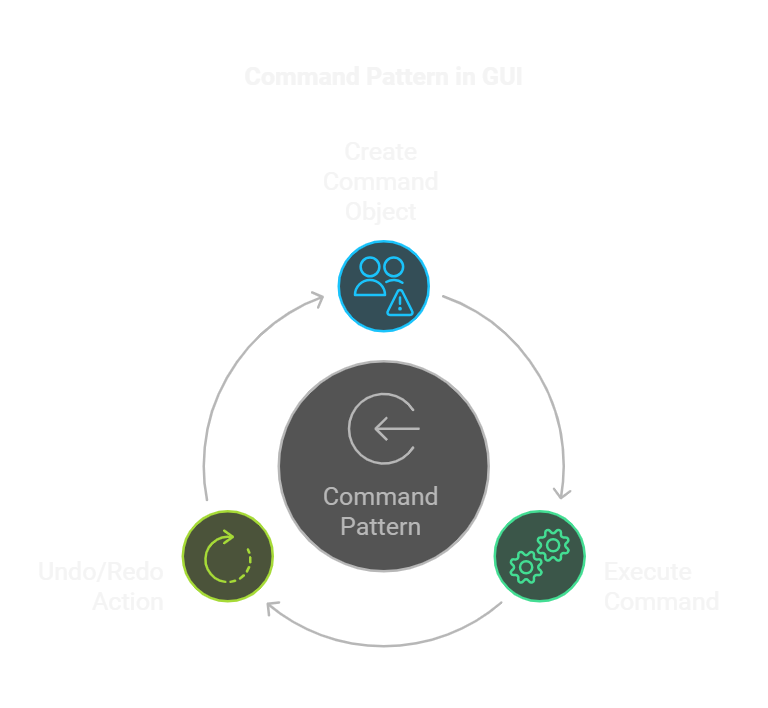 Command Pattern in GUI
Create
Command
Object
Command
Pattern
Undo/Redo
Action
Execute
Command